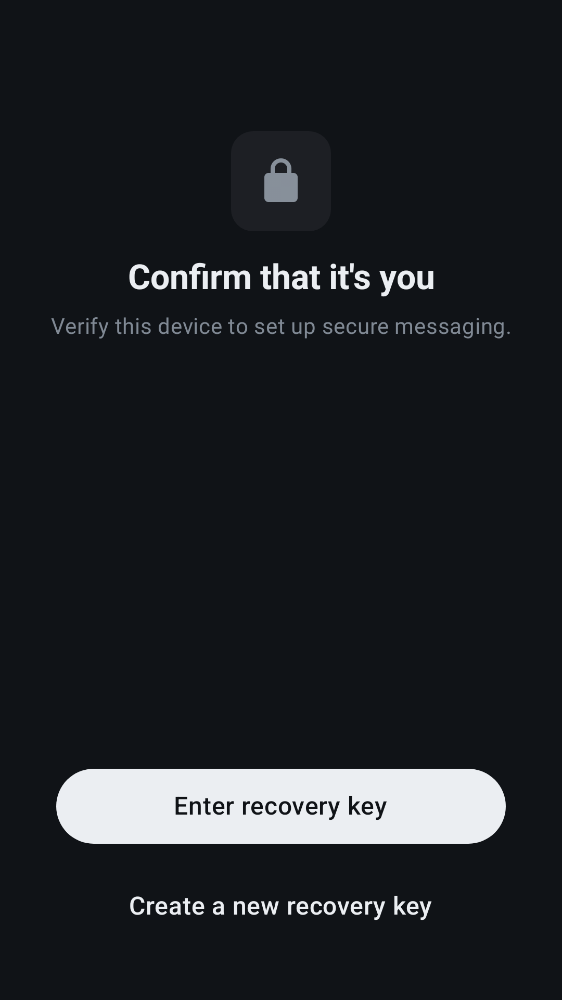 Confirm that it's you
Verify this device to set up secure messaging.
Enter recovery key
Create a new recovery key